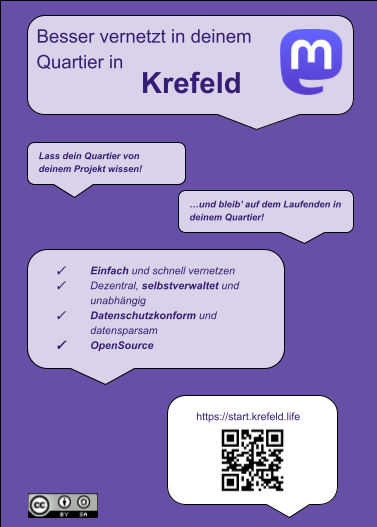 Besser vernetzt in deinem
Quartier in
Krefeld
Lass dein Quartier von
deinem Projekt wissen!
…und bleib’ auf dem Laufenden in
deinem Quartier!
✓ Einfach und schnell vernetzen
✓ Dezentral, selbstverwaltet und
unabhängig
✓ Datenschutzkonform und
datensparsam
✓ OpenSource
https://start.krefeld.life
cc
BY SA